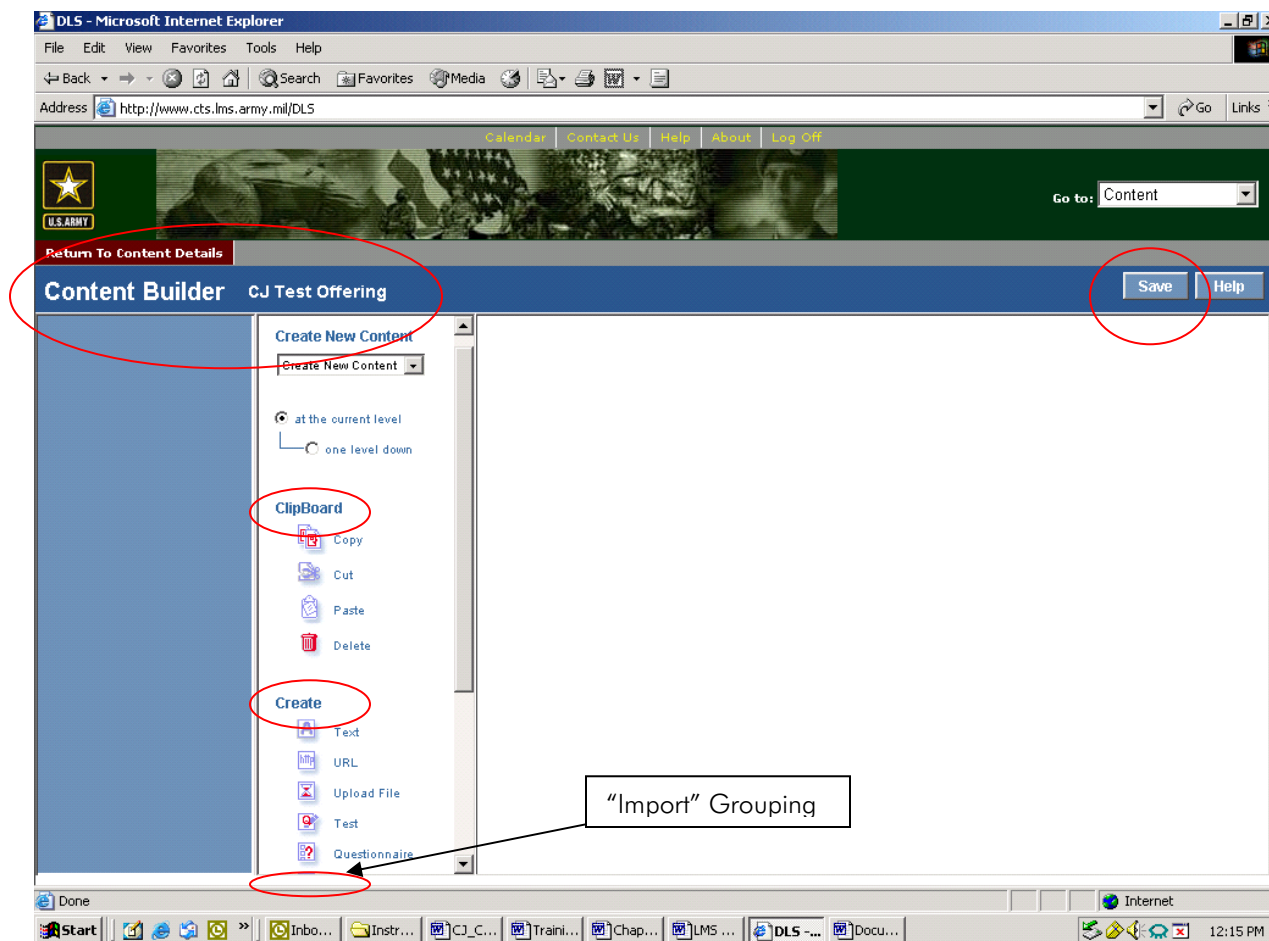 DLS - Microsoft Internet Explorer
File Edit View Favorites Tools Help
Back Search Favorites Media
Address http://www.cts.lms.army.mil/DLS Go Links
Calendar Contact Us Help About Log Off
U.S.ARMY
Go to: Content
Return To Content Details
Content Builder CJ Test Offering Save Help
Create New Content
Create New Content
at the current level
one level down
ClipBoard
Copy
Cut
Paste
Delete
Create
Text
http URL
Upload File
Test
Questionnaire
“Import” Grouping
Done Internet
Start Inbo... Instr... CJ_C... Traini... Chap... LMS ... DLS -... Docu... 12:15 PM